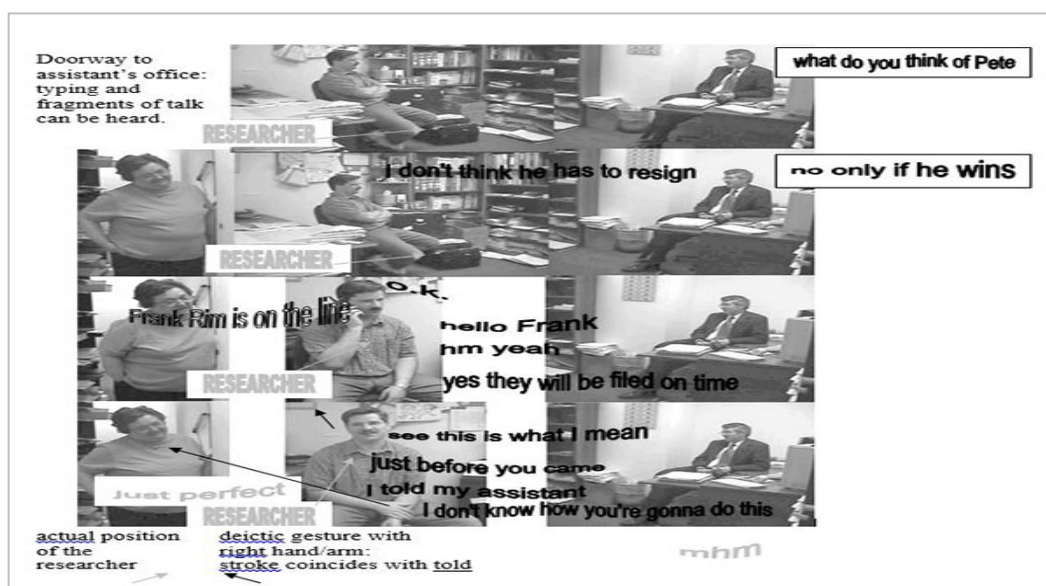 Doorway to
assistant's office:
typing and
fragments of talk
can be heard.
what do you think of Pete
RESEARCHER
I don't think he has to resign
no only if he wins
RESEARCHER
o.k.
Frank Rim is on the line
hello Frank
hm yeah
RESEARCHER
yes they will be filed on time
see this is what I mean
just before you came
Just perfect
I told my assistant
RESEARCHER
I don't know how you're gonna do this
actual position
of the
researcher
deictic gesture with
right hand/arm:
stroke coincides with told
mhm